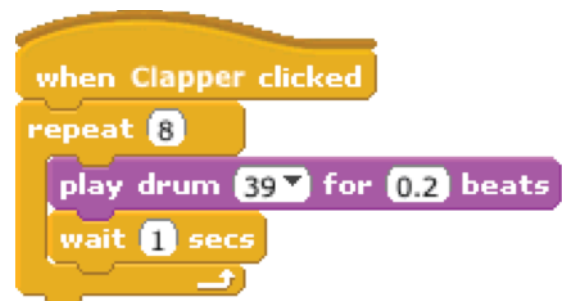 when Clapper clicked
repeat 8
play drum 39 for 0.2 beats
wait 1 secs